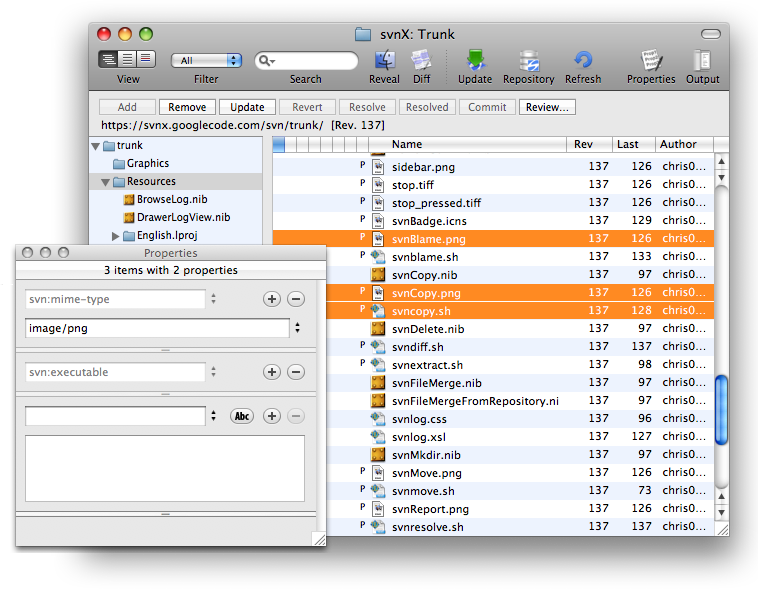 svnX: Trunk
All
View Filter Search Reveal Diff Update Repository Refresh Properties Output
Add Remove Update Revert Resolve Resolved Commit Review...
https://svnx.googlecode.com/svn/trunk/ [Rev. 137]
trunk
Graphics
Resources
BrowseLog.nib
DrawerLogView.nib
English.lproj
Name Rev Last Author
P sidebar.png 137 126 chris0...
P stop.tiff 137 126 chris0...
P stop_pressed.tiff 137 126 chris0...
P svnBadge.icns 137 129 chris0...
P svnBlame.png 137 126 chris0...
P svnblame.sh 137 133 chris0...
svnCopy.nib 137 97 chris0...
P svnCopy.png 137 126 chris0...
P svncopy.sh 137 128 chris0...
svnDelete.nib 137 97 chris0...
P svndiff.sh 137 137 chris0...
P svnextract.sh 137 98 chris0...
svnFileMerge.nib 137 97 chris0...
svnFileMergeFromRepository.ni 137 97 chris0...
svnlog.css 137 96 chris0...
svnlog.xsl 137 127 chris0...
svnMkdir.nib 137 97 chris0...
P svnMove.png 137 126 chris0...
P svnmove.sh 137 73 chris0...
P svnReport.png 137 126 chris0...
P svnresolve.sh 137 137 chris0...
Properties
3 items with 2 properties
svn:mime-type
image/png
svn:executable
Abc